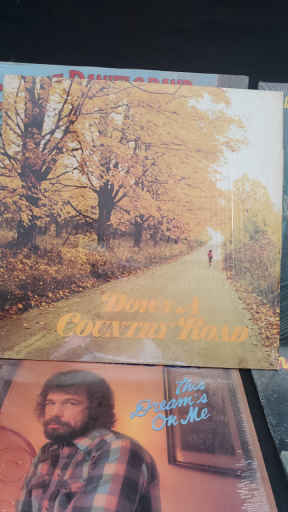 Down A
Country Road
This
Dream's
On Me